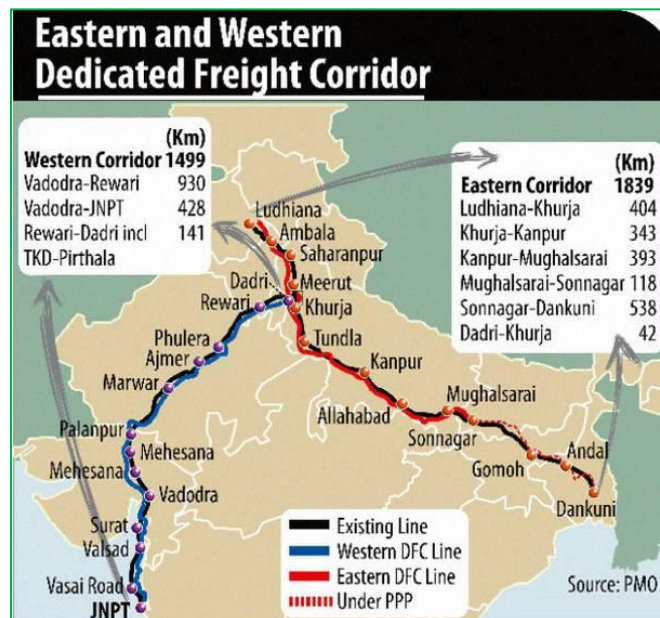 Eastern and Western
Dedicated Freight Corridor
(Km)
Western Corridor 1499
Vadodra-Rewari 930
Vadodra-JNPT 428
Rewari-Dadri incl 141
TKD-Pirthala
(Km)
Eastern Corridor 1839
Ludhiana-Khurja 404
Khurja-Kanpur 343
Kanpur-Mughalsarai 393
Mughalsarai-Sonnagar 118
Sonnagar-Dankuni 538
Dadri-Khurja 42
Ludhiana
Ambala
Saharanpur
Dadri
Meerut
Rewari
Khurja
Phulera
Tundla
Ajmer
Kanpur
Marwar
Allahabad
Mughalsarai
Palanpur
Sonnagar
Mehesana
Gomoh
Andal
Mehesana
Vadodra
Dankuni
Surat
Valsad
Vasai Road
JNPT
Existing Line
Western DFC Line
Eastern DFC Line
Under PPP
Source: PMO